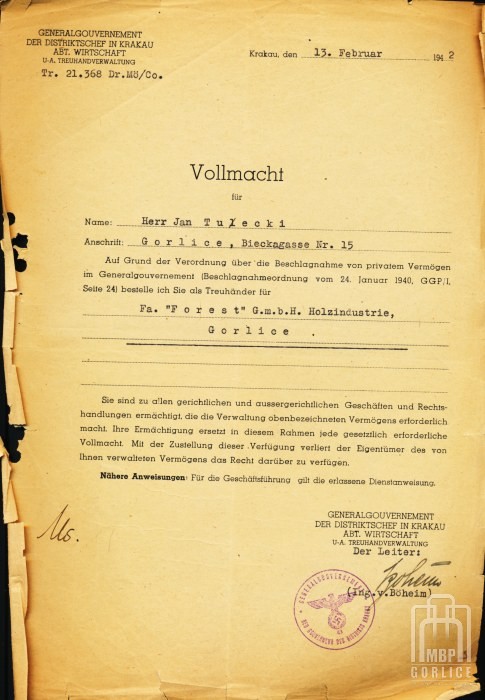 GENERALGOUVERNEMENT
DER DISTRIKTSCHEF IN KRAKAU
ABT. WIRTSCHAFT
U-A. TREUHANDVERWALTUNG
Tr. 21.368 Dr.Mö/Co.
Krakau, den 13. Februar 1942
Vollmacht
für
Name: Herr Jan Tułecki
Anschrift: Gorlice, Bieckagasse Nr. 15
Auf Grund der Verordnung über die Beschlagnahme von privatem Vermögen
im Generalgouvernement (Beschlagnahmeordnung vom 24. Januar 1940, GGP/I,
Seite 24) bestelle ich Sie als Treuhänder für
Fa. "Forest" G.m.b.H. Holzindustrie,
Gorlice .
Sie sind zu allen gerichtlichen und aussergerichtlichen Geschäften und Rechts-
handlungen ermächtigt, die die Verwaltung obenbezeichneten Vermögens erforderlich
macht. Ihre Ermächtigung ersetzt in diesem Rahmen jede gesetzlich erforderliche
Vollmacht. Mit der Zustellung dieser Verfügung verliert der Eigentümer des von
Ihnen verwalteten Vermögens das Recht darüber zu verfügen.
Nähere Anweisungen: Für die Geschäftsführung gilt die erlassene Dienstanweisung.
GENERALGOUVERNEMENT
DER DISTRIKTSCHEF IN KRAKAU
ABT. WIRTSCHAFT
U-A. TREUHANDVERWALTUNG
Der Leiter:
(Ing.v.Böheim)
GENERALGOUVERNEMENT
MBP
GORLICE